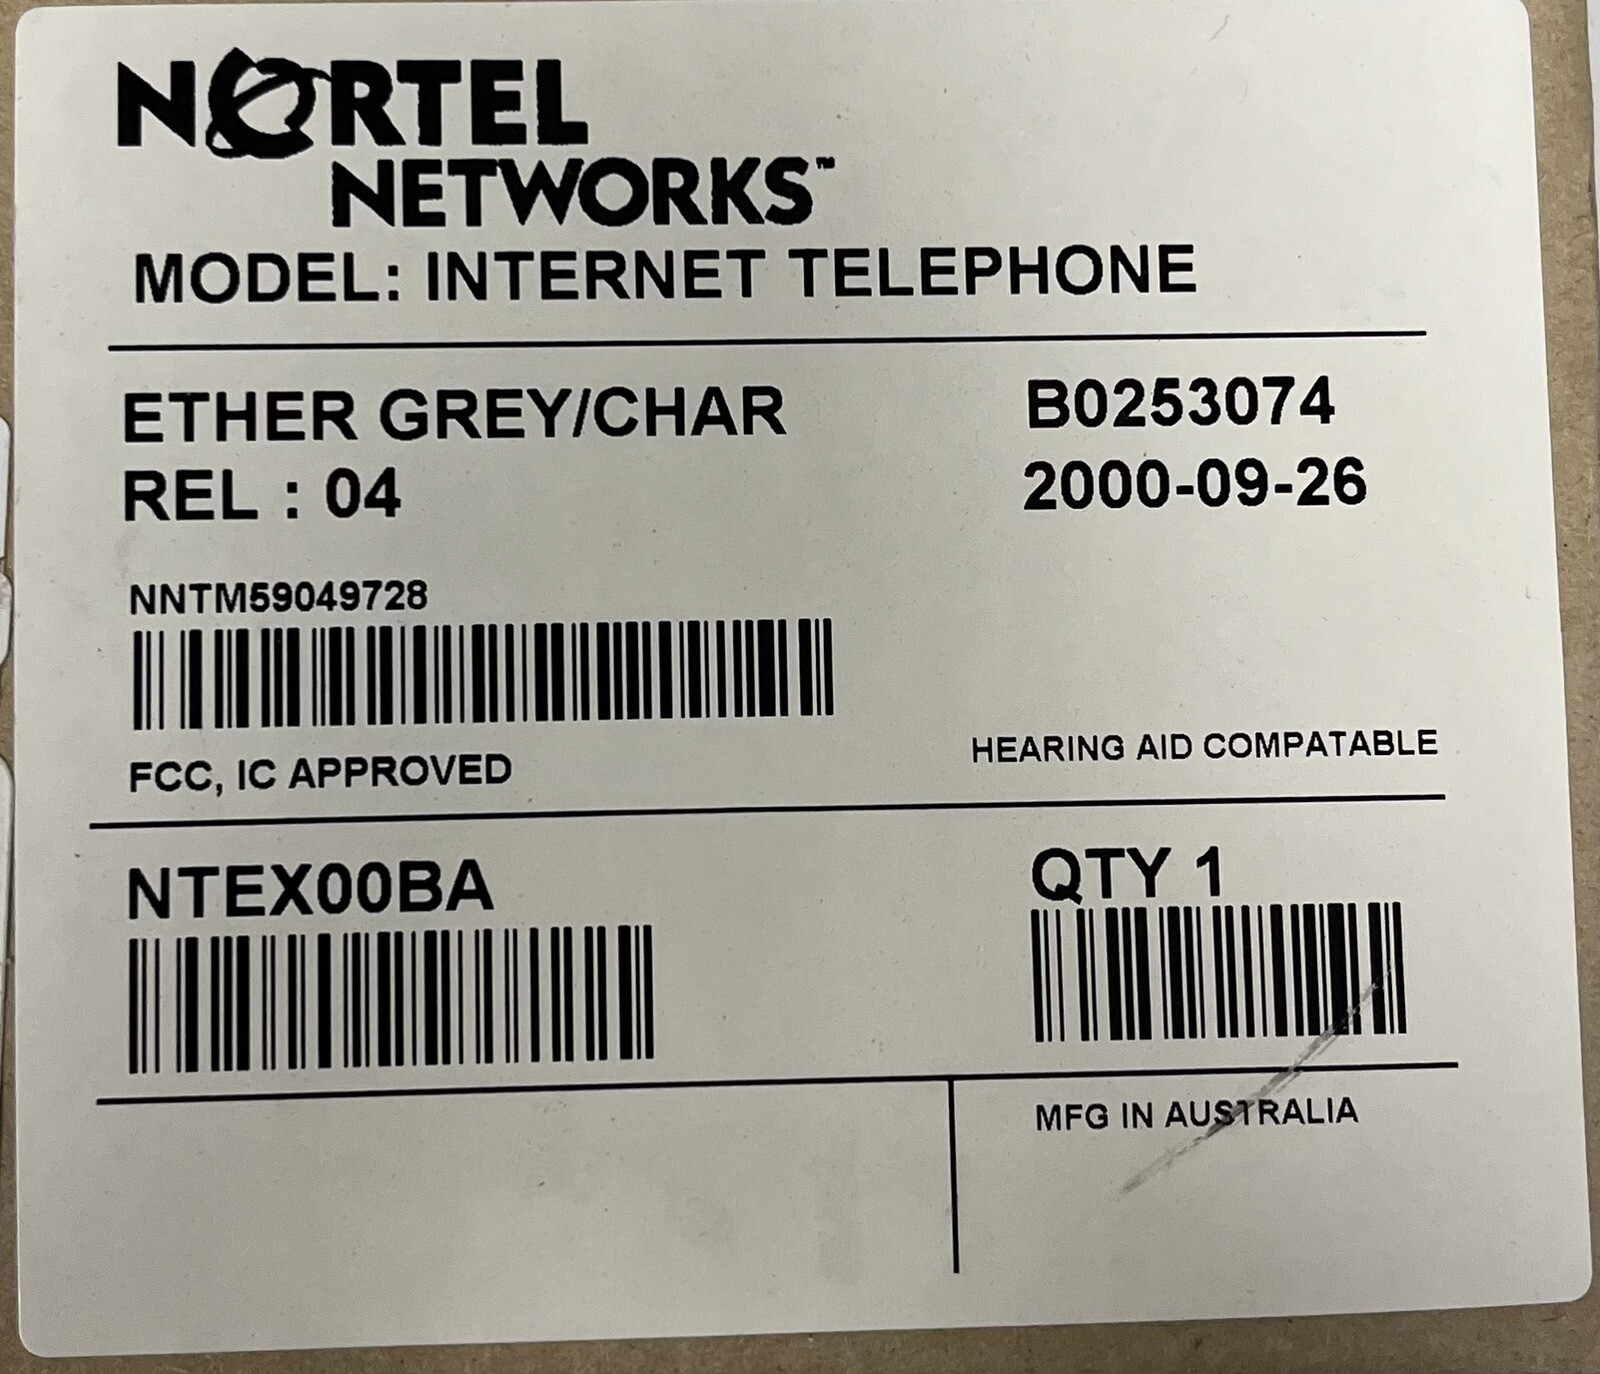 NORTEL
NETWORKS™
MODEL: INTERNET TELEPHONE
ETHER GREY/CHAR B0253074
REL : 04 2000-09-26
NNTM59049728
FCC, IC APPROVED HEARING AID COMPATABLE
NTEX00BA QTY 1
MFG IN AUSTRALIA